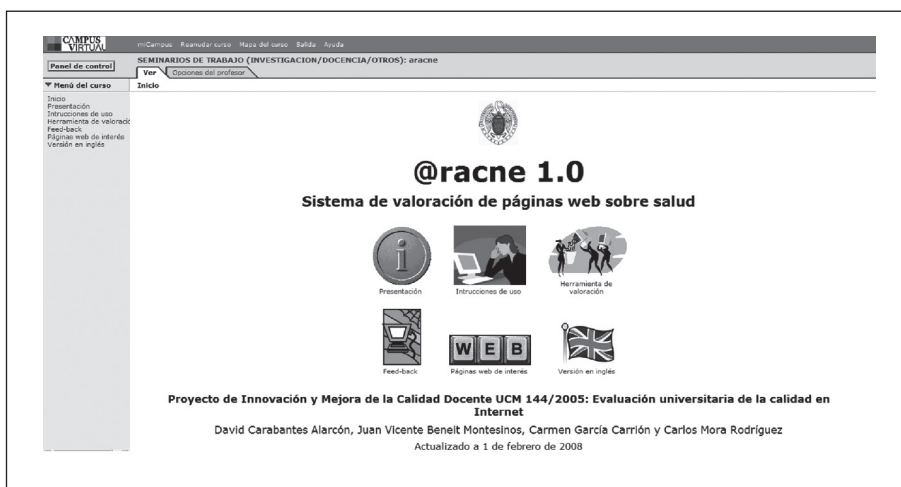 CAMPUS
VIRTUAL
miCampus Reanudar curso Mapa del curso Salida Ayuda
Panel de control
SEMINARIOS DE TRABAJO (INVESTIGACION/DOCENCIA/OTROS): aracne
Ver Opciones del profesor
Menú del curso
Inicio
Inicio
Presentación
Intrucciones de uso
Herramienta de valoracić
Feed-back
Páginas web de interés
Versión en inglés
@racne 1.0
Sistema de valoración de páginas web sobre salud
i
Presentación
Intrucciones de uso
Herramienta de
valoración
Feed-back
WEB
Páginas web de interés
Versión en inglés
Proyecto de Innovación y Mejora de la Calidad Docente UCM 144/2005: Evaluación universitaria de la calidad en
Internet
David Carabantes Alarcón, Juan Vicente Beneit Montesinos, Carmen García Carrión y Carlos Mora Rodríguez
Actualizado a 1 de febrero de 2008